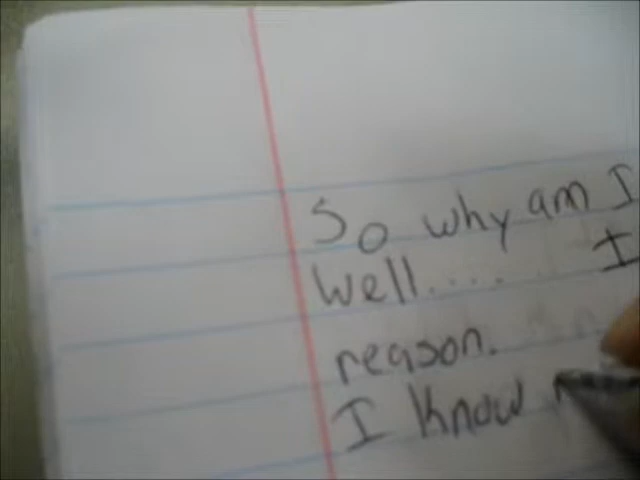 So why am I
Well..... I
reason.
I know